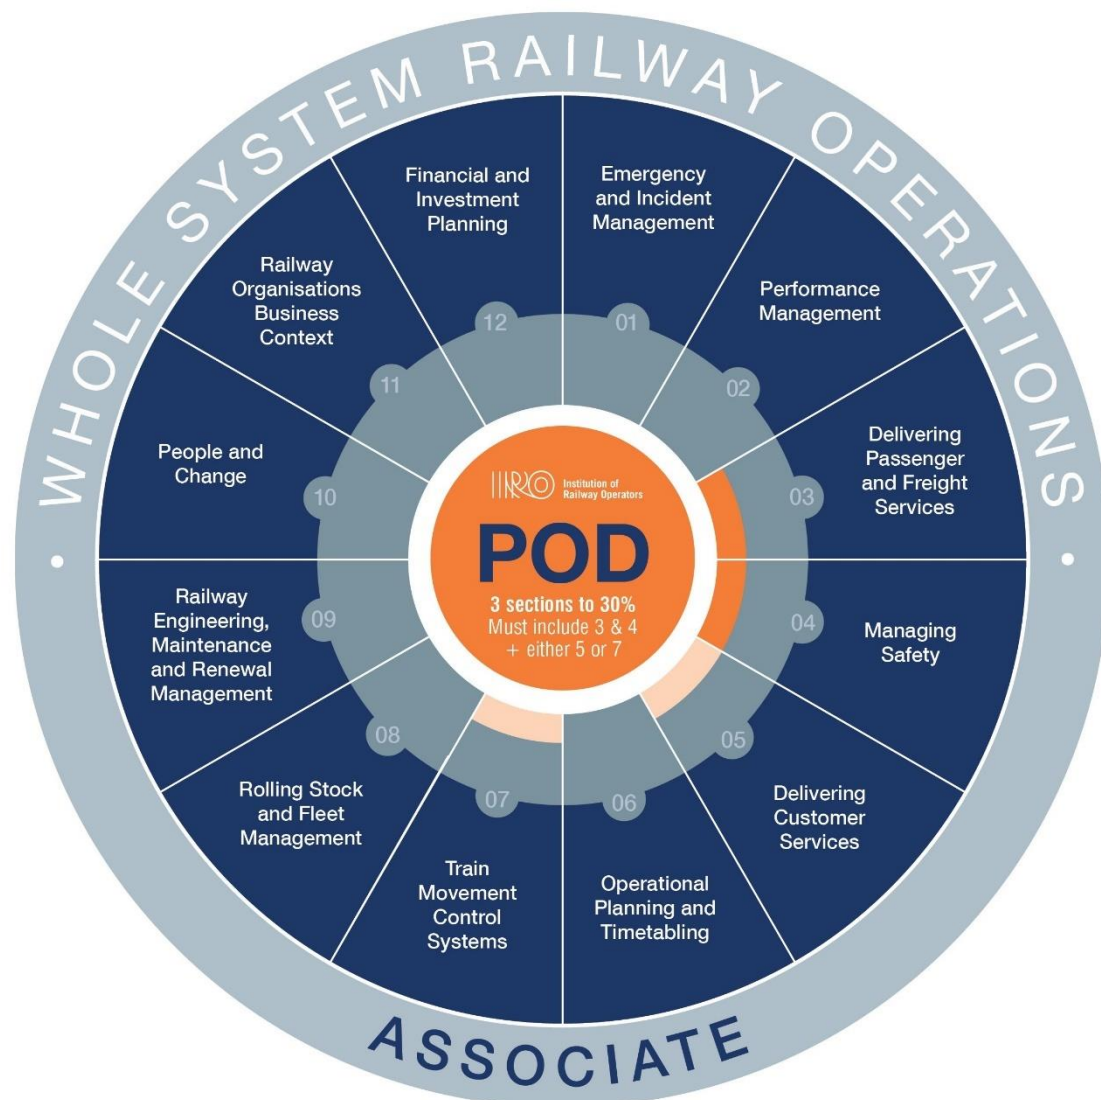 WHOLE SYSTEM RAILWAY OPERATIONS
Emergency
and Incident
Management
01
Performance
Management
02
Delivering
Passenger
and Freight
Services
03
Managing
Safety
04
Delivering
Customer
Services
05
Operational
Planning and
Timetabling
06
Train
Movement
Control
Systems
07
Rolling Stock
and Fleet
Management
08
Railway
Engineering,
Maintenance
and Renewal
Management
09
People and
Change
10
Railway
Organisations
Business
Context
11
Financial and
Investment
Planning
12
IRO
Institution of
Railway Operators
POD
3 sections to 30%
Must include 3 & 4
+ either 5 or 7
ASSOCIATE